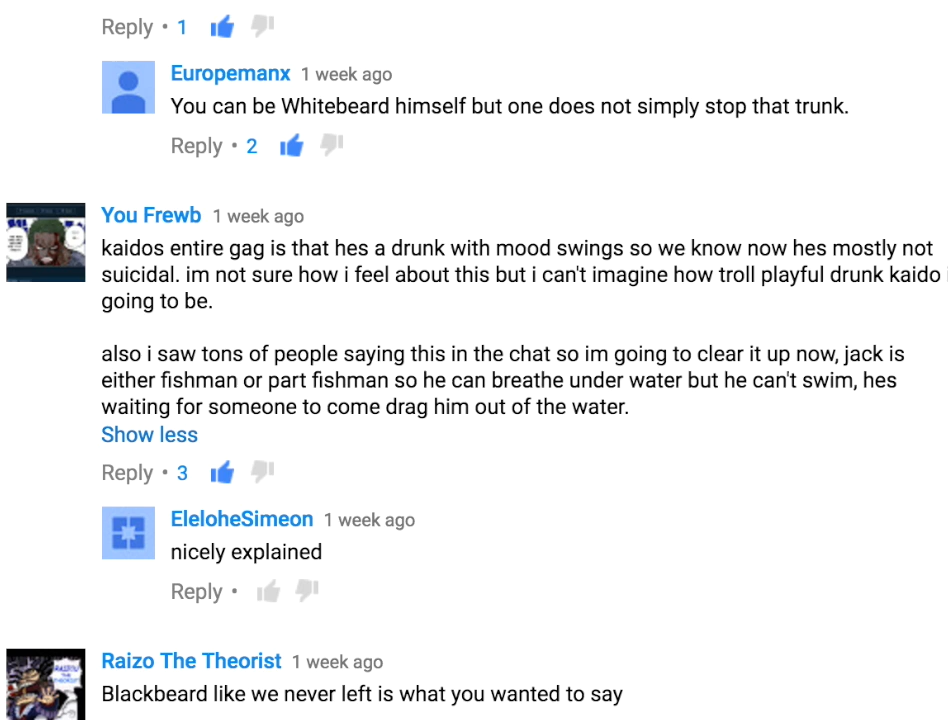 Reply • 1
Europemanx 1 week ago
You can be Whitebeard himself but one does not simply stop that trunk.
Reply • 2
You Frewb 1 week ago
kaidos entire gag is that hes a drunk with mood swings so we know now hes mostly not
suicidal. im not sure how i feel about this but i can't imagine how troll playful drunk kaido
going to be.
also i saw tons of people saying this in the chat so im going to clear it up now, jack is
either fishman or part fishman so he can breathe under water but he can't swim, hes
waiting for someone to come drag him out of the water.
Show less
Reply • 3
EleloheSimeon 1 week ago
nicely explained
Reply •
Raizo The Theorist 1 week ago
Blackbeard like we never left is what you wanted to say